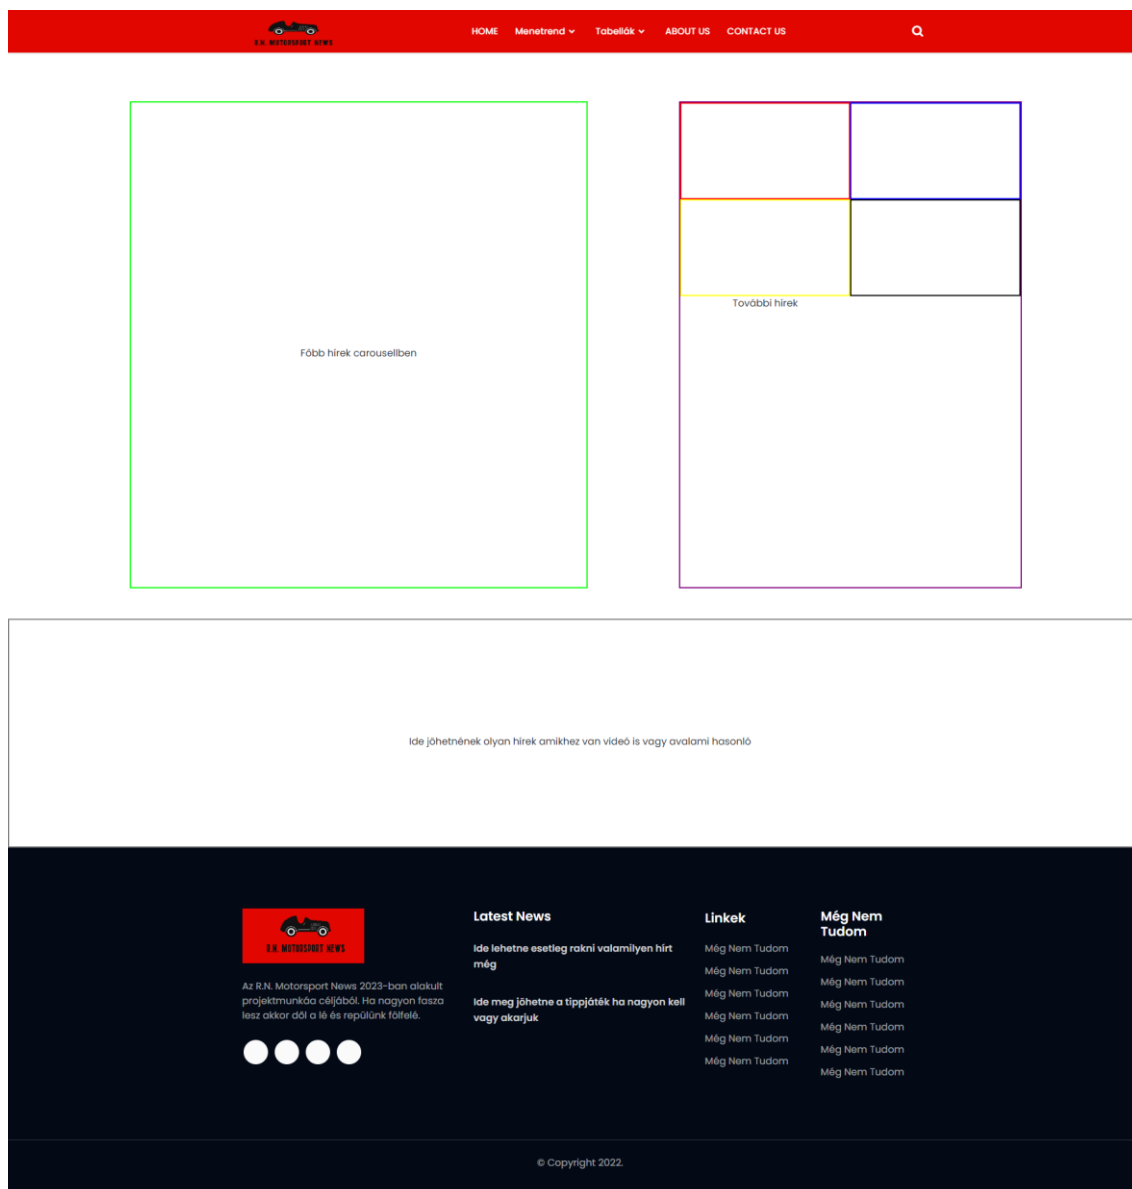 R.N. MOTORSPORT NEWS
HOME Menetrend Tabellák ABOUT US CONTACT US
Főbb hírek carousellben
További hírek
Ide jöhetnének olyan hírek amikhez van videó is vagy avalami hasonló
R.N. MOTORSPORT NEWS
Az R.N. Motorsport News 2023-ban alakult
projektmunkáa céljából. Ha nagyon fasza
lesz akkor dől a lé és repülünk fölfelé.
Latest News
Ide lehetne esetleg rakni valamilyen hírt
még
Ide meg jöhetne a tippjáték ha nagyon kell
vagy akarjuk
Linkek
Még Nem Tudom
Még Nem Tudom
Még Nem Tudom
Még Nem Tudom
Még Nem Tudom
Még Nem Tudom
Még Nem
Tudom
Még Nem Tudom
Még Nem Tudom
Még Nem Tudom
Még Nem Tudom
Még Nem Tudom
Még Nem Tudom
© Copyright 2022.